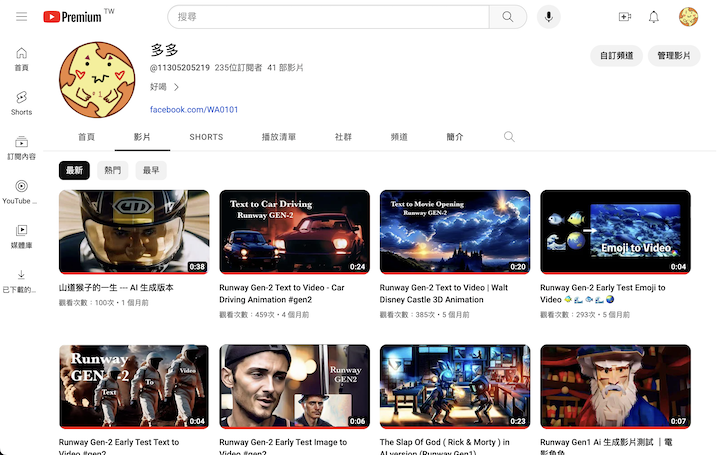 Premium TW
搜尋
首頁
Shorts
訂閱內容
YouTube ...
媒體庫
已下載的...
多多
@11305205219 235位訂閱者 41 部影片
好喝
facebook.com/WA0101
自訂頻道 管理影片
首頁 影片 SHORTS 播放清單 社群 頻道 簡介
最新 熱門 最早
0:38
山道猴子的一生 --- AI 生成版本
觀看次數：100次・1 個月前
Text to Car Driving
Runway GEN-2
0:24
Runway Gen-2 Text to Video - Car
Driving Animation #gen2
觀看次數：459次・4 個月前
Text to Movie Opening
Runway GEN-2
0:20
Runway Gen-2 Text to Video | Walt
Disney Castle 3D Animation
觀看次數：385次・5 個月前
Emoji to Video
0:04
Runway Gen-2 Early Test Emoji to
Video
觀看次數：293次・5 個月前
Runway
GEN-2
Text To Video
0:04
Runway Gen-2 Early Test Text to
Video #gen2
Runway
GEN2
0:06
Runway Gen-2 Early Test Image to
Video #gen2
0:23
The Slap Of God ( Rick & Morty ) in
AI version (Runway Gen1)
0:07
Runway Gen1 Ai 生成影片測試 ｜電
影角色